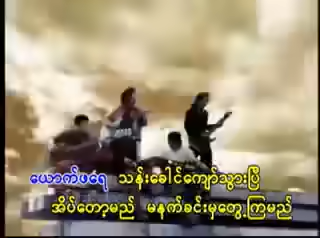 ယောက်ဖရေ သန်းခေါင်ကျော်သွားပြီ
အိပ်တော့မည် မနက်ခင်းမှတွေ့ကြမည်